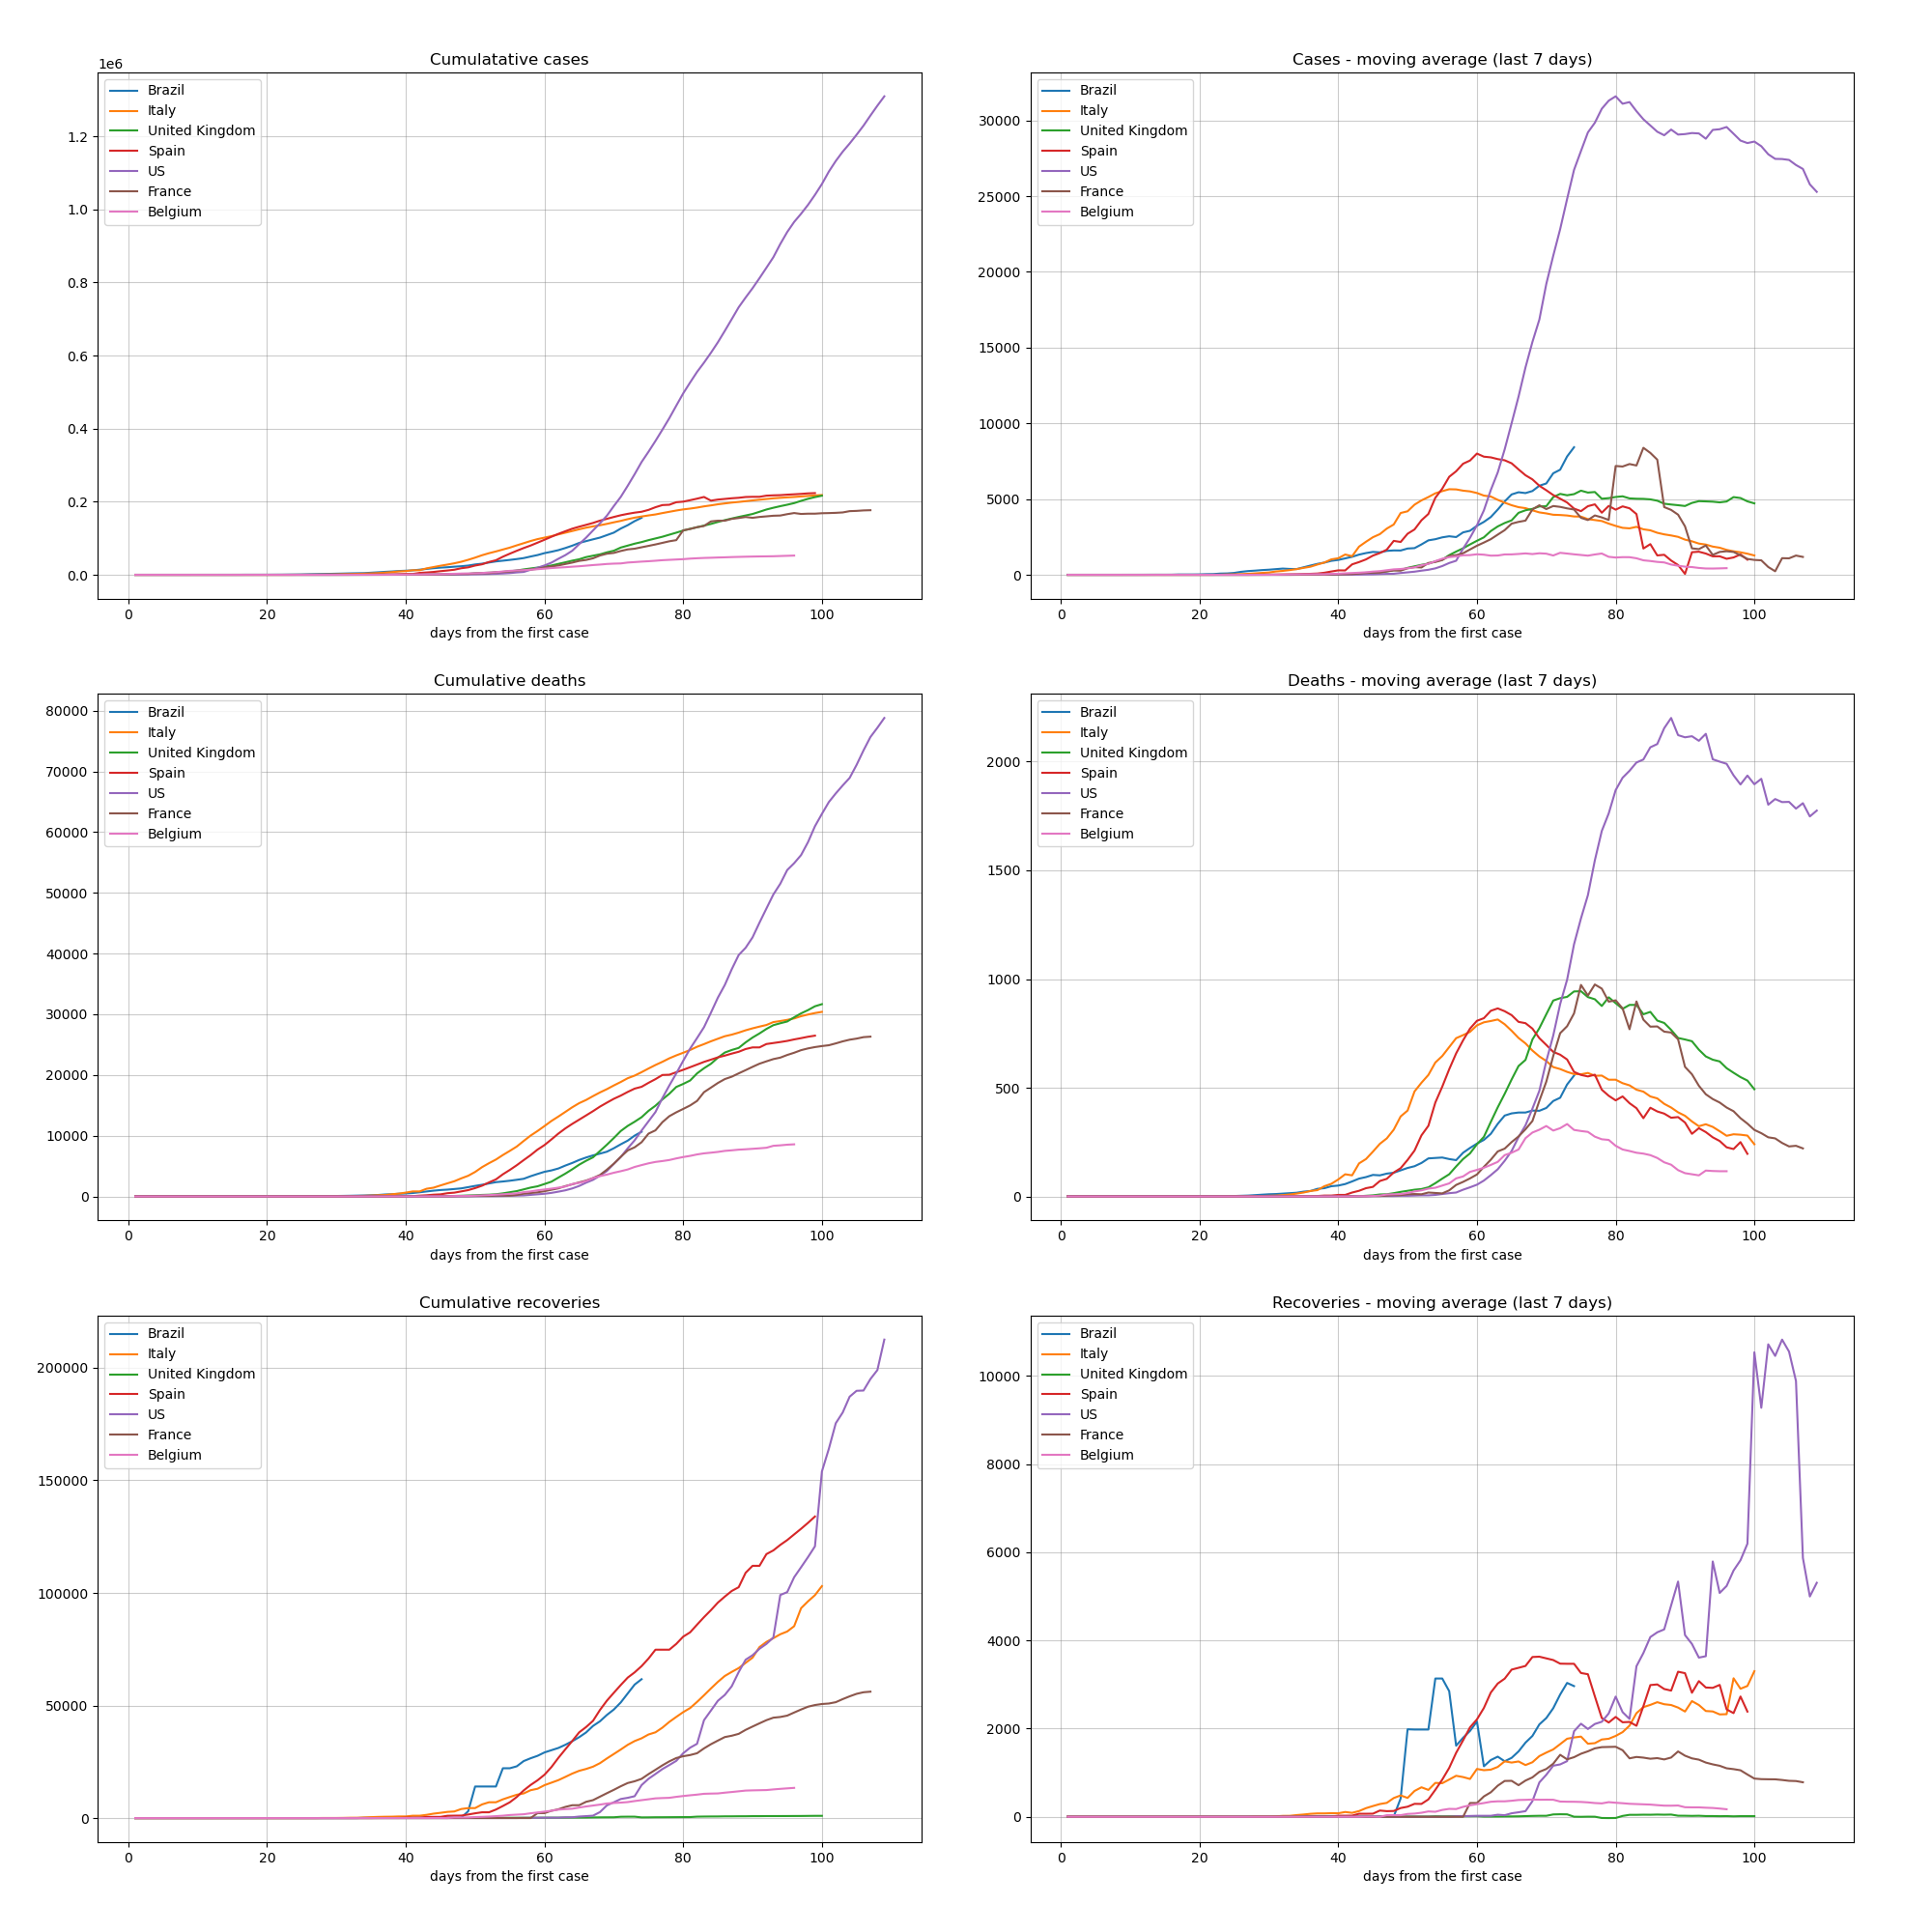 Cumulatative cases
1e6
Brazil
Italy
United Kingdom
Spain
US
France
Belgium
1.2
1.0
0.8
0.6
0.4
0.2
0.0
0 20 40 60 80 100
days from the first case
Cases - moving average (last 7 days)
Brazil
Italy
United Kingdom
Spain
US
France
Belgium
30000
25000
20000
15000
10000
5000
0
0 20 40 60 80 100
days from the first case
Cumulative deaths
Brazil
Italy
United Kingdom
Spain
US
France
Belgium
80000
70000
60000
50000
40000
30000
20000
10000
0
0 20 40 60 80 100
days from the first case
Deaths - moving average (last 7 days)
Brazil
Italy
United Kingdom
Spain
US
France
Belgium
2000
1500
1000
500
0
0 20 40 60 80 100
days from the first case
Cumulative recoveries
Brazil
Italy
United Kingdom
Spain
US
France
Belgium
200000
150000
100000
50000
0
0 20 40 60 80 100
days from the first case
Recoveries - moving average (last 7 days)
Brazil
Italy
United Kingdom
Spain
US
France
Belgium
10000
8000
6000
4000
2000
0
0 20 40 60 80 100
days from the first case